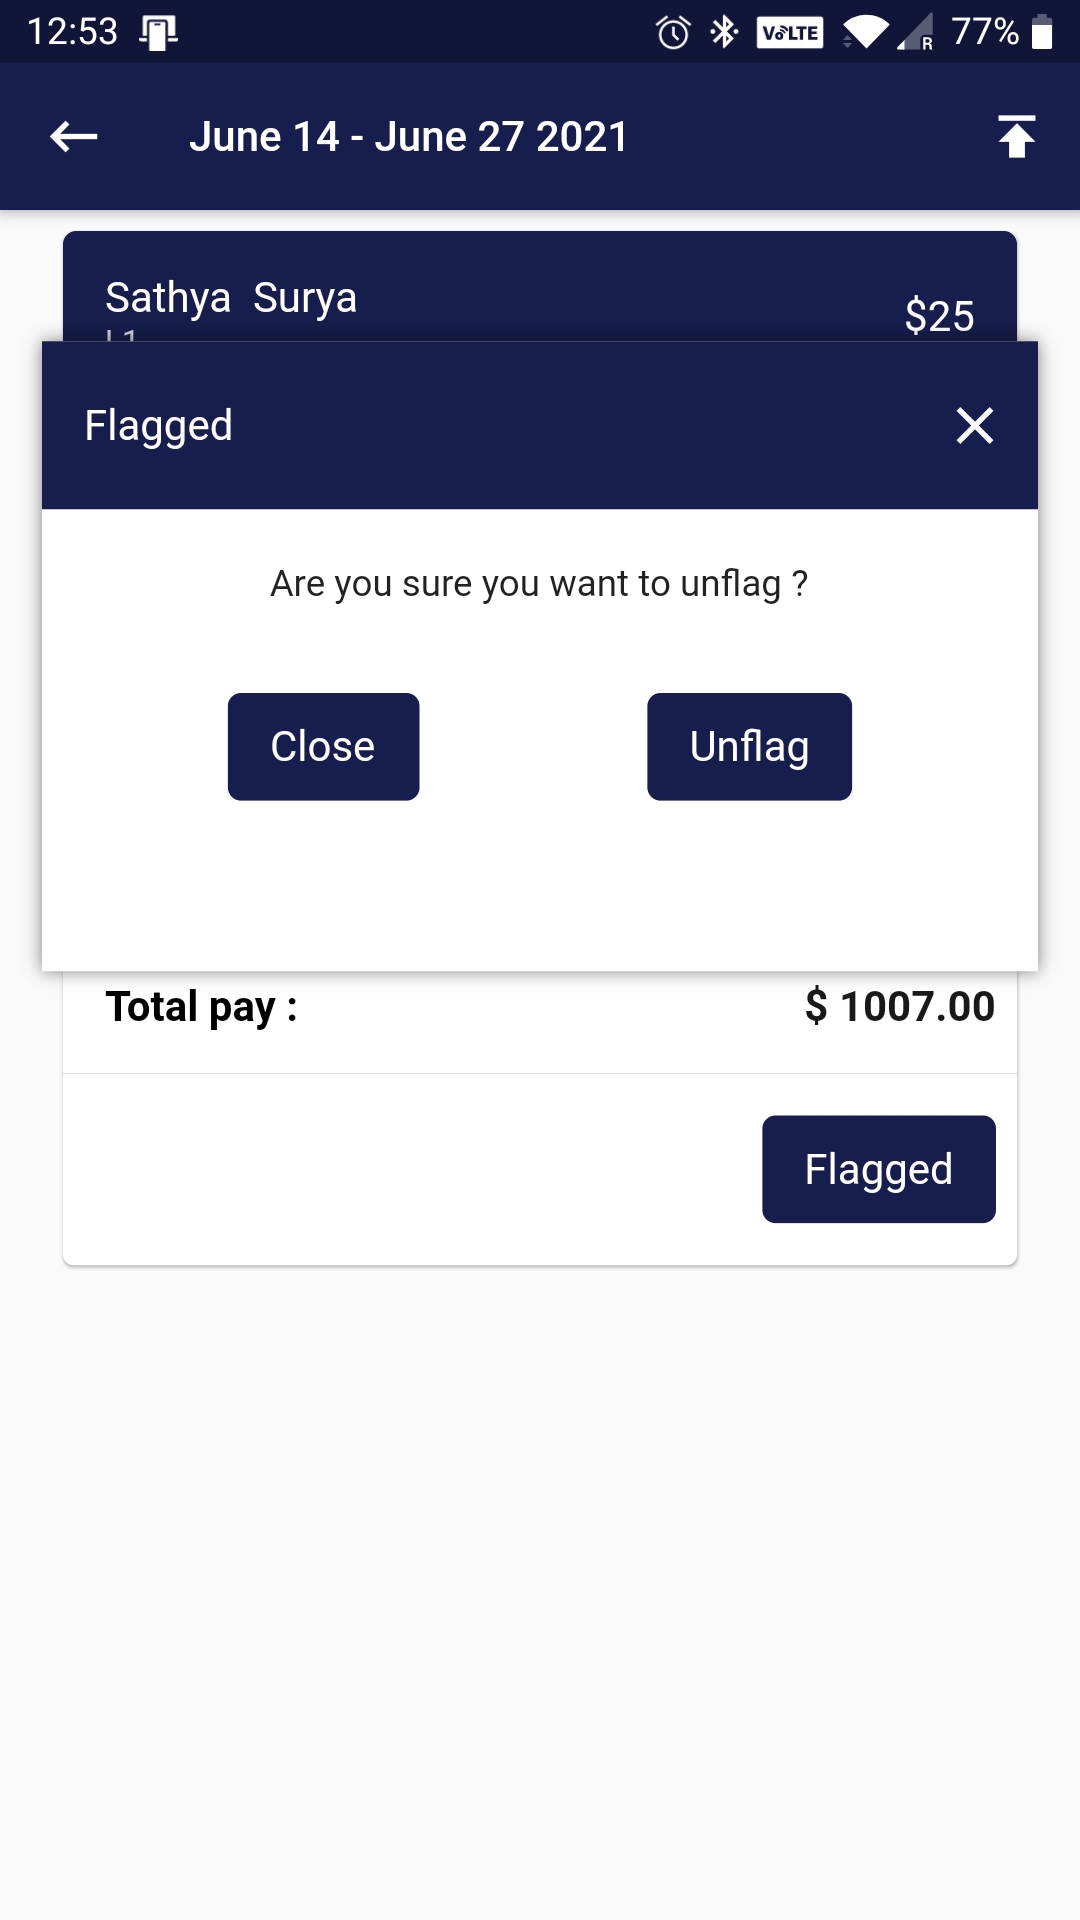 12:53 VoLTE R 77%
June 14 - June 27 2021
Sathya  Surya
$25
Flagged
Are you sure you want to unflag ?
Close Unflag
Total pay : $ 1007.00
Flagged